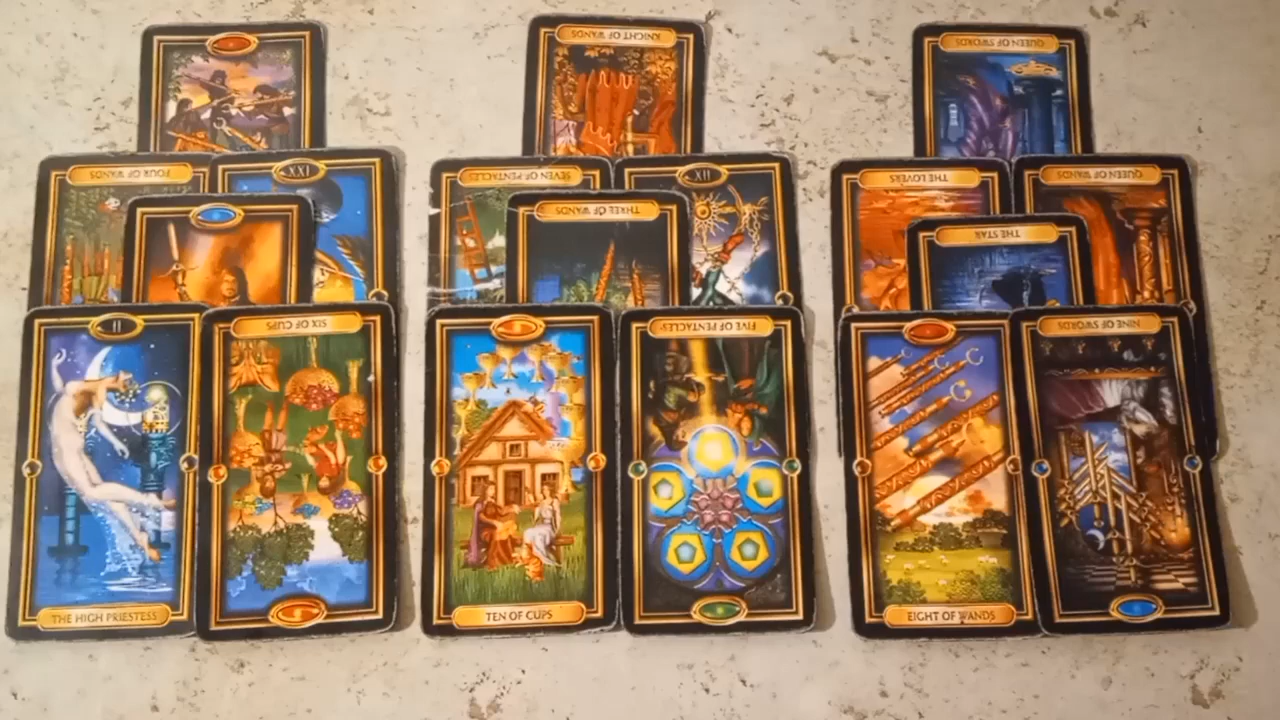 KNIGHT OF WANDS
QUEEN OF SWORDS
FOUR OF WANDS
XXI
SEVEN OF PENTACLES
XII
THE LOVERS
QUEEN OF WANDS
THREE OF WANDS
THE STAR
II
SIX OF CUPS
FIVE OF PENTACLES
NINE OF SWORDS
THE HIGH PRIESTESS
TEN OF CUPS
EIGHT OF WANDS